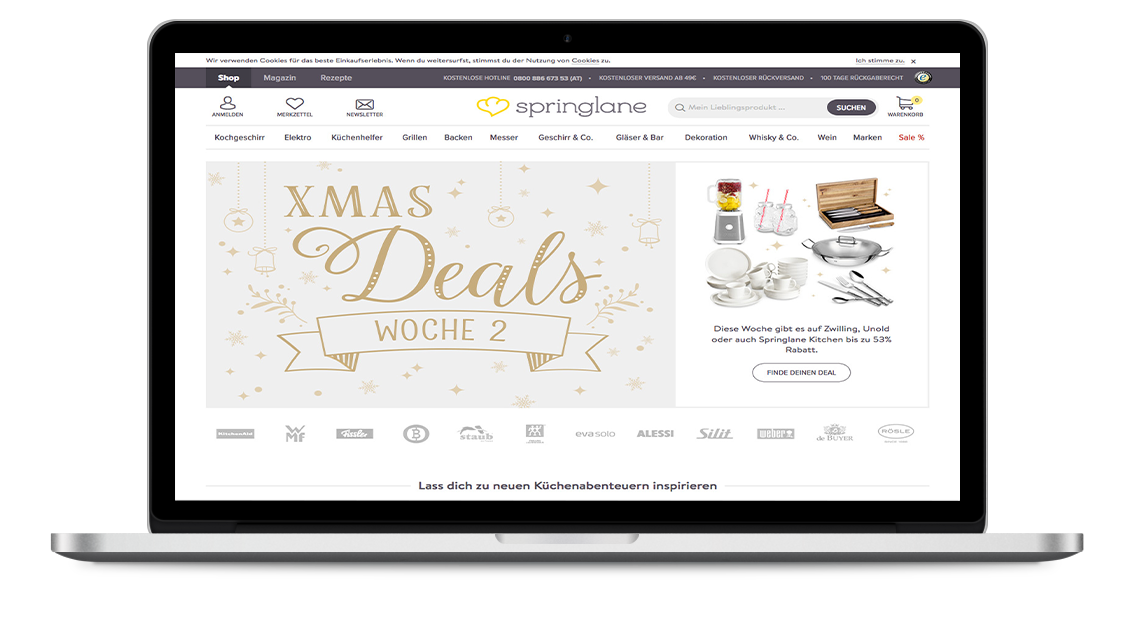 Wir verwenden Cookies für das beste Einkaufserlebnis. Wenn du weitersurfst, stimmst du der Nutzung von Cookies zu. Ich stimme zu. ×
Shop Magazin Rezepte KOSTENLOSE HOTLINE 0800 886 673 53 (AT) • KOSTENLOSER VERSAND AB 49€ • KOSTENLOSER RÜCKVERSAND • 100 TAGE RÜCKGABERECHT
springlane Mein Lieblingsprodukt ... SUCHEN 0
ANMELDEN MERKZETTEL NEWSLETTER WARENKORB
Kochgeschirr Elektro Küchenhelfer Grillen Backen Messer Geschirr & Co. Gläser & Bar Dekoration Whisky & Co. Wein Marken Sale %
XMAS
Deals
WOCHE 2
Diese Woche gibt es auf Zwilling, Unold
oder auch Springlane Kitchen bis zu 53%
Rabatt.
FINDE DEINEN DEAL
KitchenAid WMF staub eva solo ALESSI Silit weber de BUYER RÖSLE
Lass dich zu neuen Küchenabenteuern inspirieren